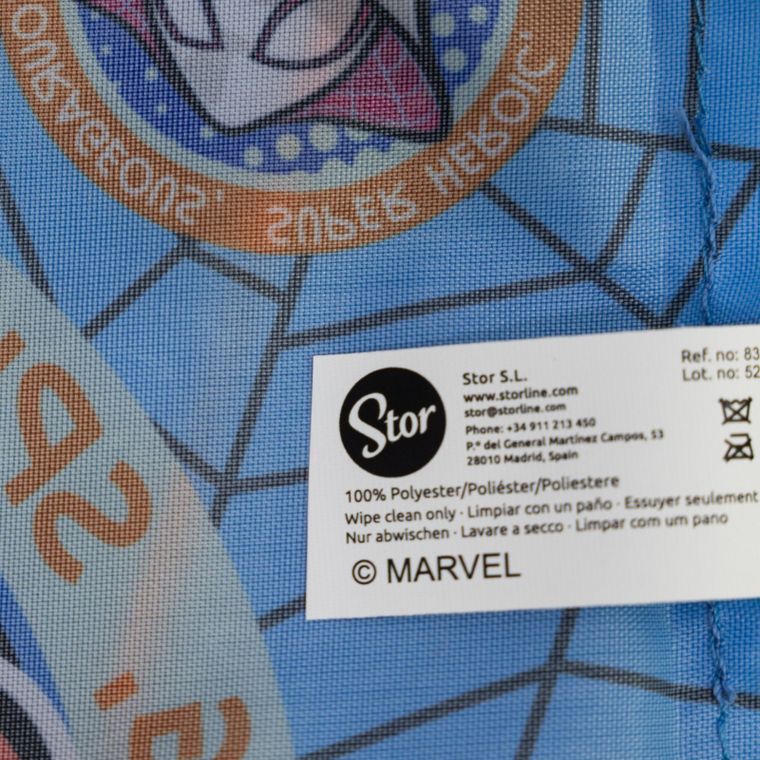 OURAGEOUS, SUPER HEROIC,
SP
Stor
Stor S.L.
www.storline.com
stor@storline.com
Phone: +34 911 213 450
P.º del General Martínez Campos, 53
28010 Madrid, Spain
Ref. no: 83
Lot. no: 52
100% Polyester/Poliéster/Poliestere
Wipe clean only · Limpiar con un paño · Essuyer seulement
Nur abwischen · Lavare a secco · Limpar com um pano
© MARVEL